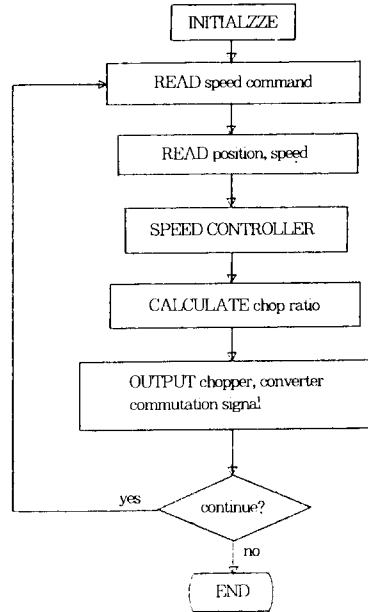 INITIALZZE
READ speed command
READ position, speed
SPEED CONTROLLER
CALCULATE chop ratio
OUTPUT chopper, converter
commutation signal
continue?
yes
no
END